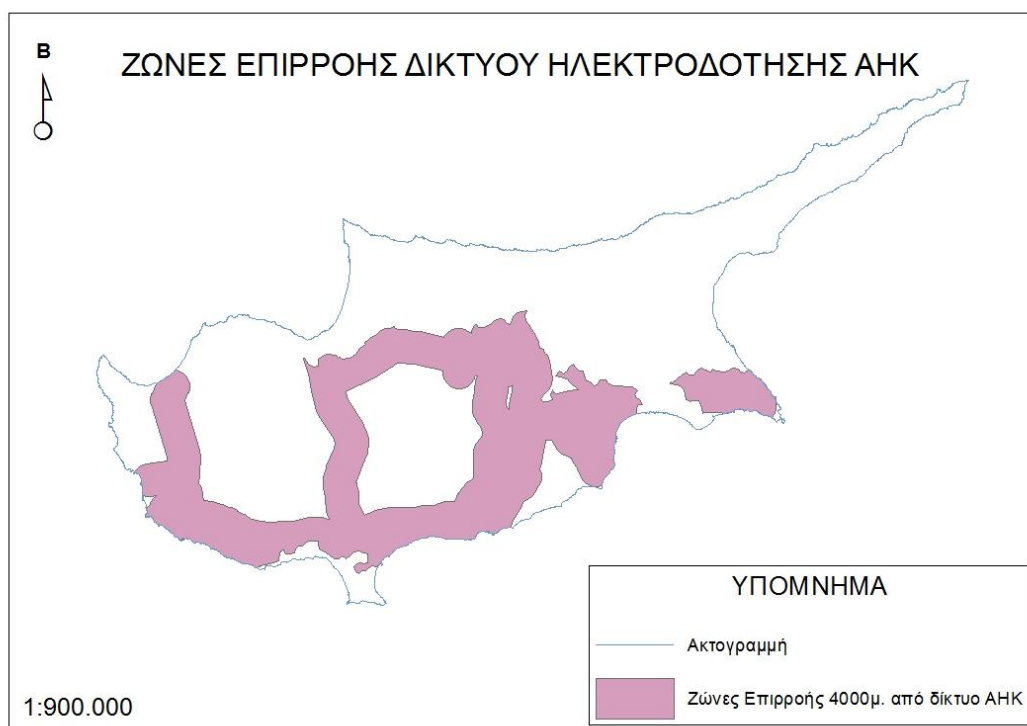 Β
ΖΩΝΕΣ ΕΠΙΡΡΟΗΣ ΔΙΚΤΥΟΥ ΗΛΕΚΤΡΟΔΟΤΗΣΗΣ ΑΗΚ
ΥΠΟΜΝΗΜΑ
Ακτογραμμή
Ζώνες Επιρροής 4000μ. από δίκτυο ΑΗΚ
1:900.000